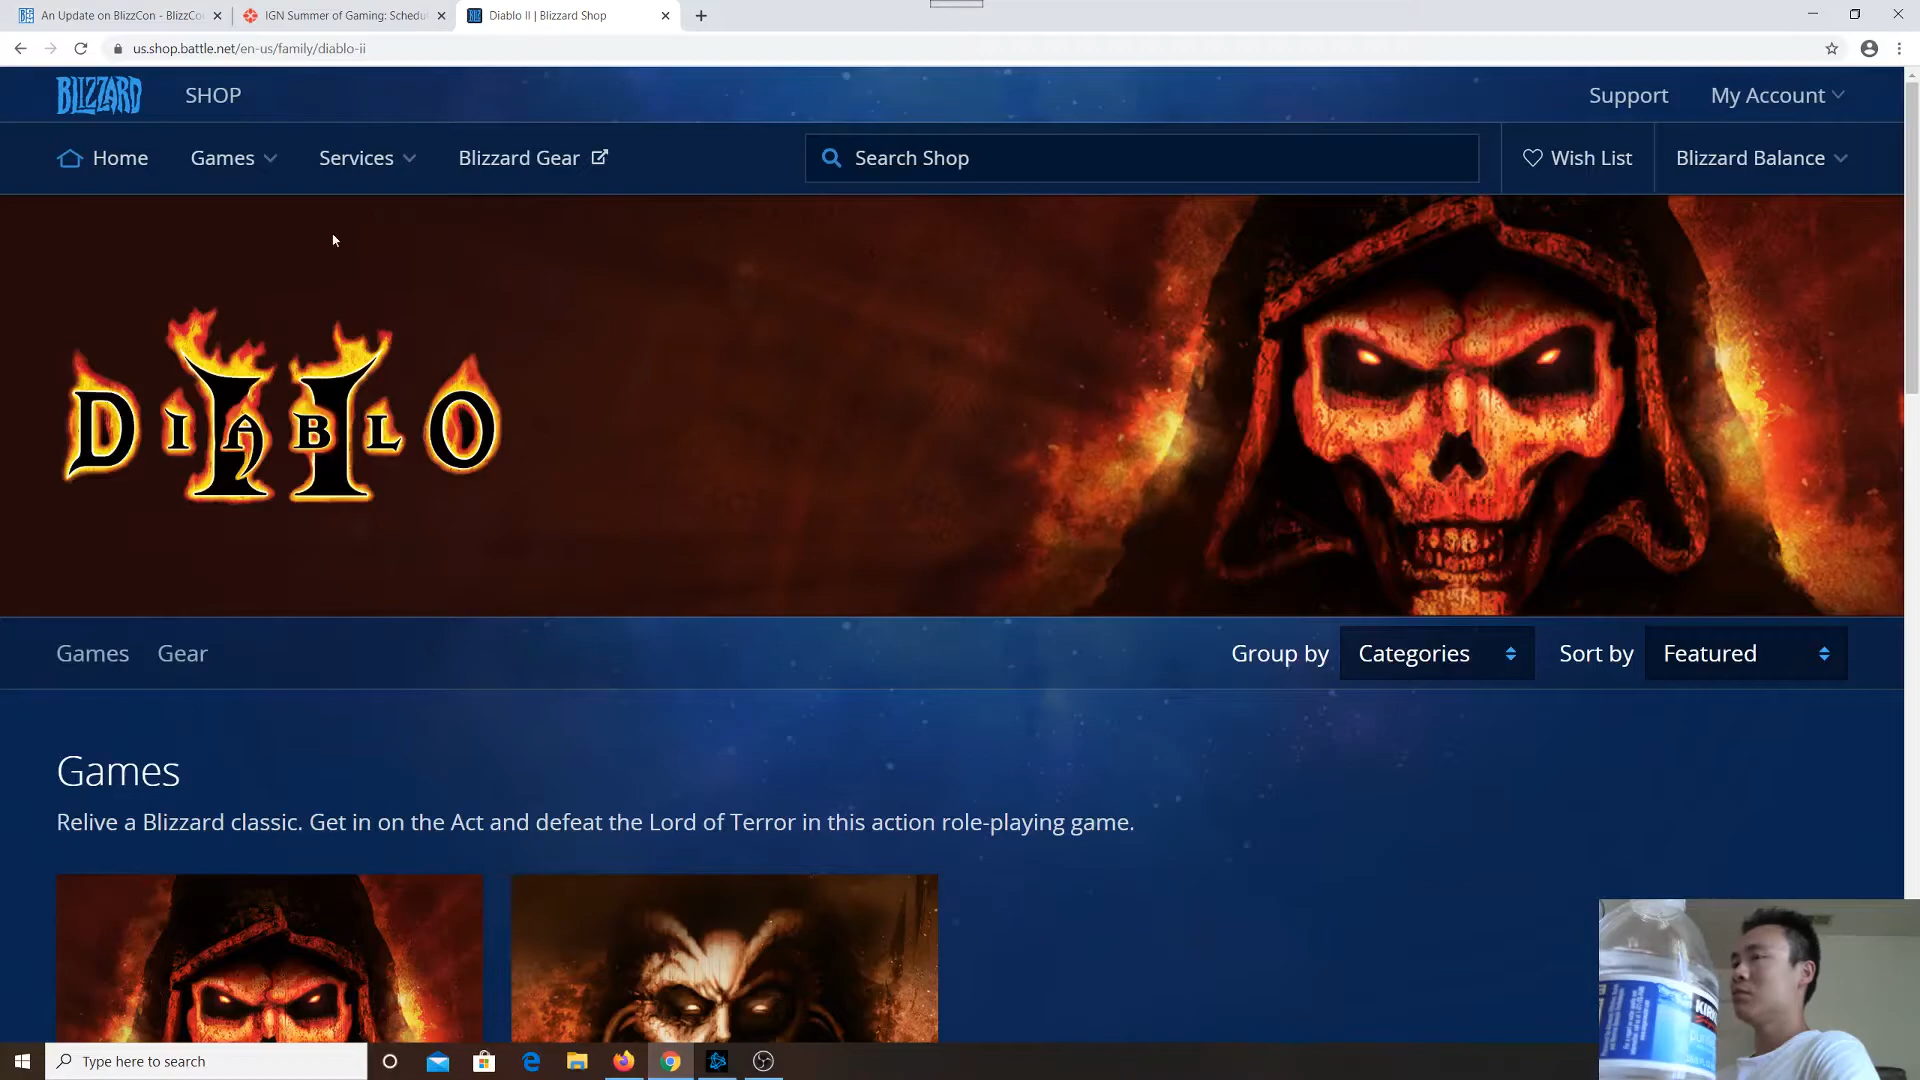 An Update on BlizzCon - BlizzCo
IGN Summer of Gaming: Schedu
Diablo II | Blizzard Shop
us.shop.battle.net/en-us/family/diablo-ii
BLIZZARD
SHOP
Support
My Account
Home
Games
Services
Blizzard Gear
Search Shop
Wish List
Blizzard Balance
DIABLO
II
Games
Gear
Group by
Categories
Sort by
Featured
Games
Relive a Blizzard classic. Get in on the Act and defeat the Lord of Terror in this action role-playing game.
Type here to search